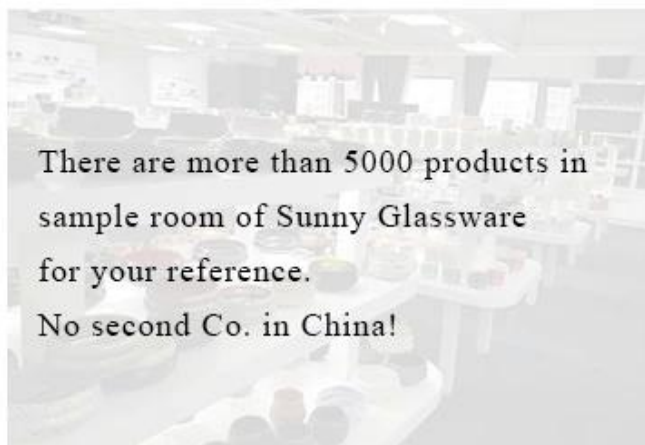 There are more than 5000 products in
sample room of Sunny Glassware
for your reference.
No second Co. in China!